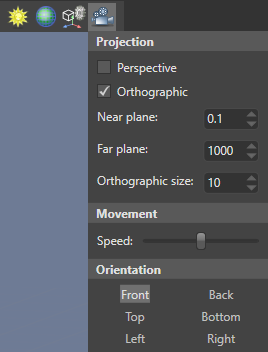 Projection
Perspective
Orthographic
Near plane: 0.1
Far plane: 1000
Orthographic size: 10
Movement
Speed:
Orientation
Front Back
Top Bottom
Left Right